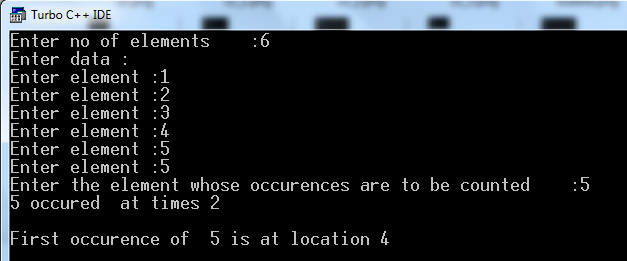 Turbo C++ IDE
Enter no of elements    :6
Enter data :
Enter element :1
Enter element :2
Enter element :3
Enter element :4
Enter element :5
Enter element :5
Enter the element whose occurences are to be counted    :5
5 occured  at times 2
First occurence of  5 is at location 4